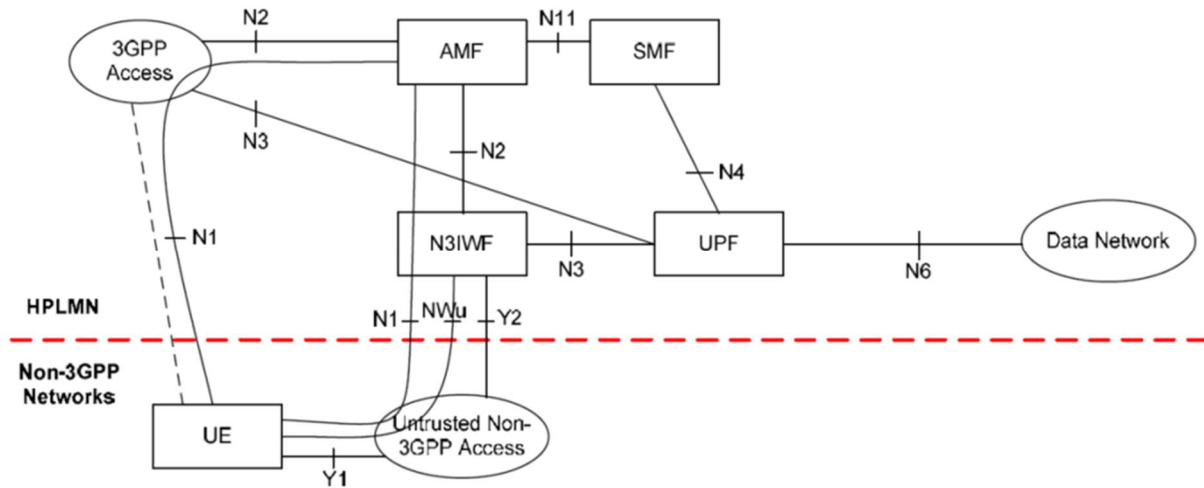 N2
N11
3GPP
Access
AMF
SMF
N3
N2
N4
N1
N3IWF
UPF
Data Network
N3
N6
HPLMN
N1
NWu
Y2
Non-3GPP
Networks
UE
Untrusted Non-
3GPP Access
Y1